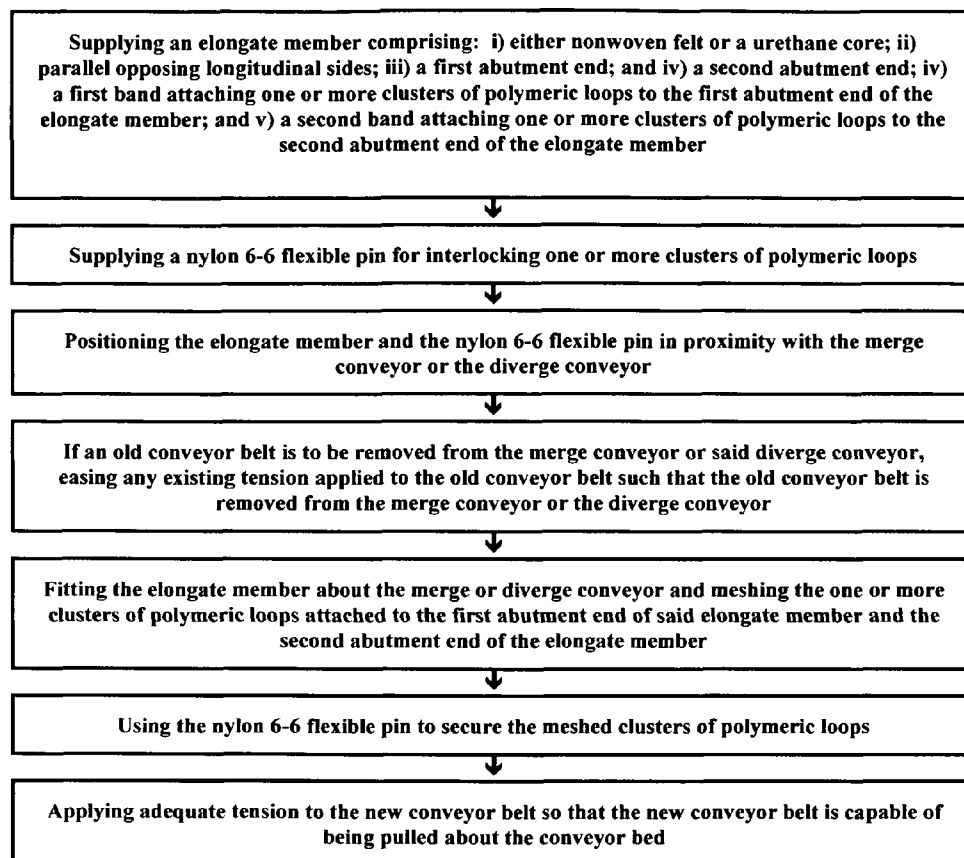 Supplying an elongate member comprising: i) either nonwoven felt or a urethane core; ii)
parallel opposing longitudinal sides; iii) a first abutment end; and iv) a second abutment end; iv)
a first band attaching one or more clusters of polymeric loops to the first abutment end of the
elongate member; and v) a second band attaching one or more clusters of polymeric loops to the
second abutment end of the elongate member
Supplying a nylon 6-6 flexible pin for interlocking one or more clusters of polymeric loops
Positioning the elongate member and the nylon 6-6 flexible pin in proximity with the merge
conveyor or the diverge conveyor
If an old conveyor belt is to be removed from the merge conveyor or said diverge conveyor,
easing any existing tension applied to the old conveyor belt such that the old conveyor belt is
removed from the merge conveyor or the diverge conveyor
Fitting the elongate member about the merge or diverge conveyor and meshing the one or more
clusters of polymeric loops attached to the first abutment end of said elongate member and the
second abutment end of the elongate member
Using the nylon 6-6 flexible pin to secure the meshed clusters of polymeric loops
Applying adequate tension to the new conveyor belt so that the new conveyor belt is capable of
being pulled about the conveyor bed